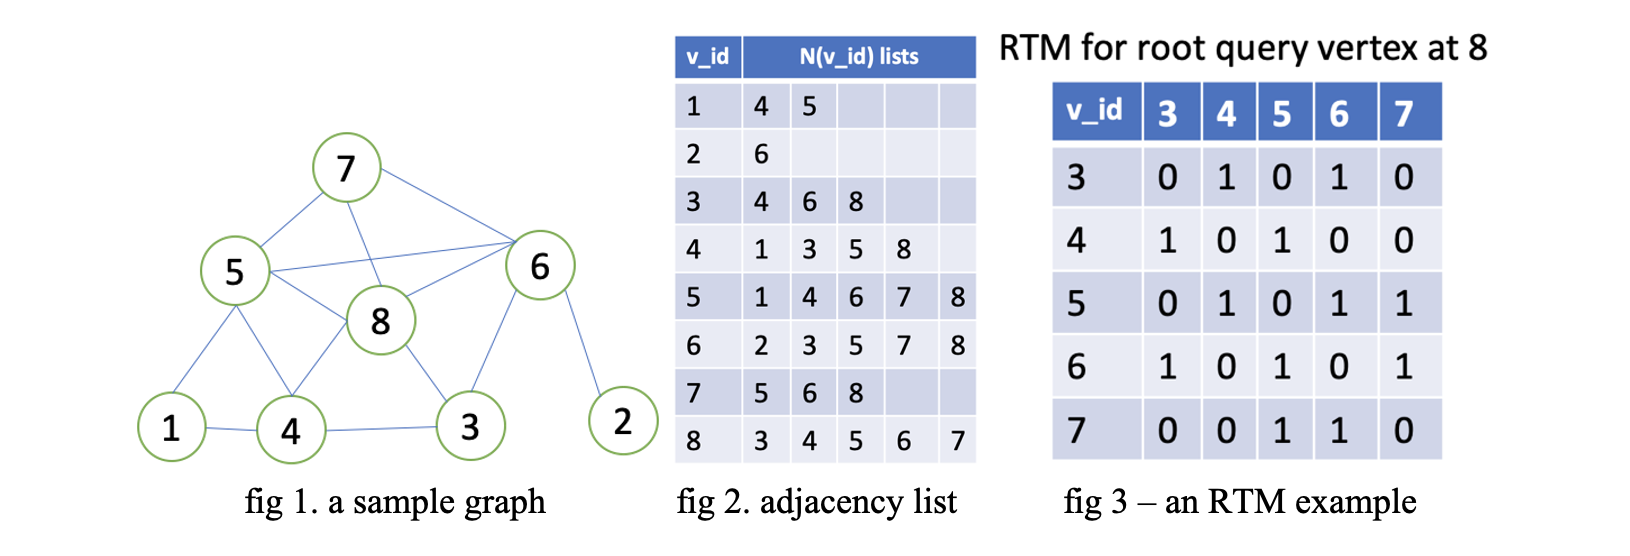 7
5
6
8
1
4
3
2
fig 1. a sample graph
v_id N(v_id) lists
1 4 5
2 6
3 4 6 8
4 1 3 5 8
5 1 4 6 7 8
6 2 3 5 7 8
7 5 6 8
8 3 4 5 6 7
fig 2. adjacency list
RTM for root query vertex at 8
v_id 3 4 5 6 7
3 0 1 0 1 0
4 1 0 1 0 0
5 0 1 0 1 1
6 1 0 1 0 1
7 0 0 1 1 0
fig 3 – an RTM example